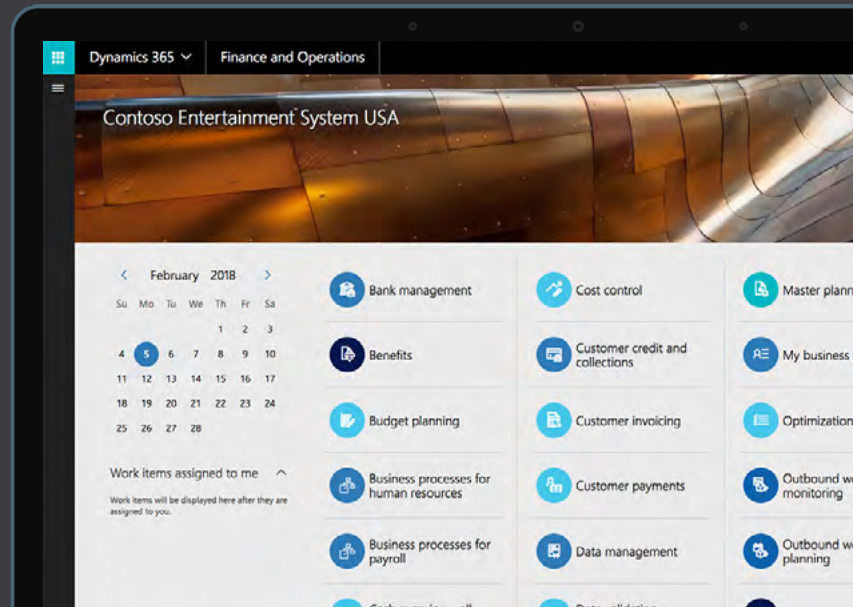 Dynamics 365
Finance and Operations
Contoso Entertainment System USA
February 2018
Su Mo Tu We Th Fr Sa
1 2 3
4 5 6 7 8 9 10
11 12 13 14 15 16 17
18 19 20 21 22 23 24
25 26 27 28
Work items assigned to me
Work items will be displayed here after they are
assigned to you.
Bank management
Benefits
Budget planning
Business processes for
human resources
Business processes for
payroll
Cost control
Customer credit and
collections
Customer invoicing
Customer payments
Data management
Master plann
My business
Optimization
Outbound wo
monitoring
Outbound wo
planning